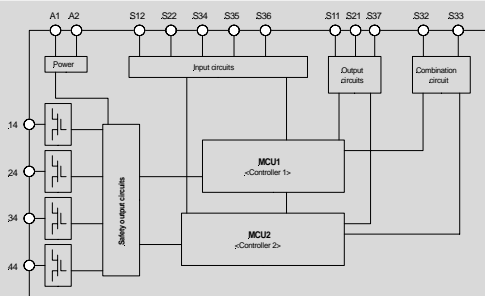 A1 A2 S12 S22 S34 S35 S36 S11 S21 S37 S32 S33
Power
Input circuits
Output
circuits
Combination
circuit
14
24
34
44
Safety output circuits
MCU1
<Controller 1>
MCU2
<Controller 2>